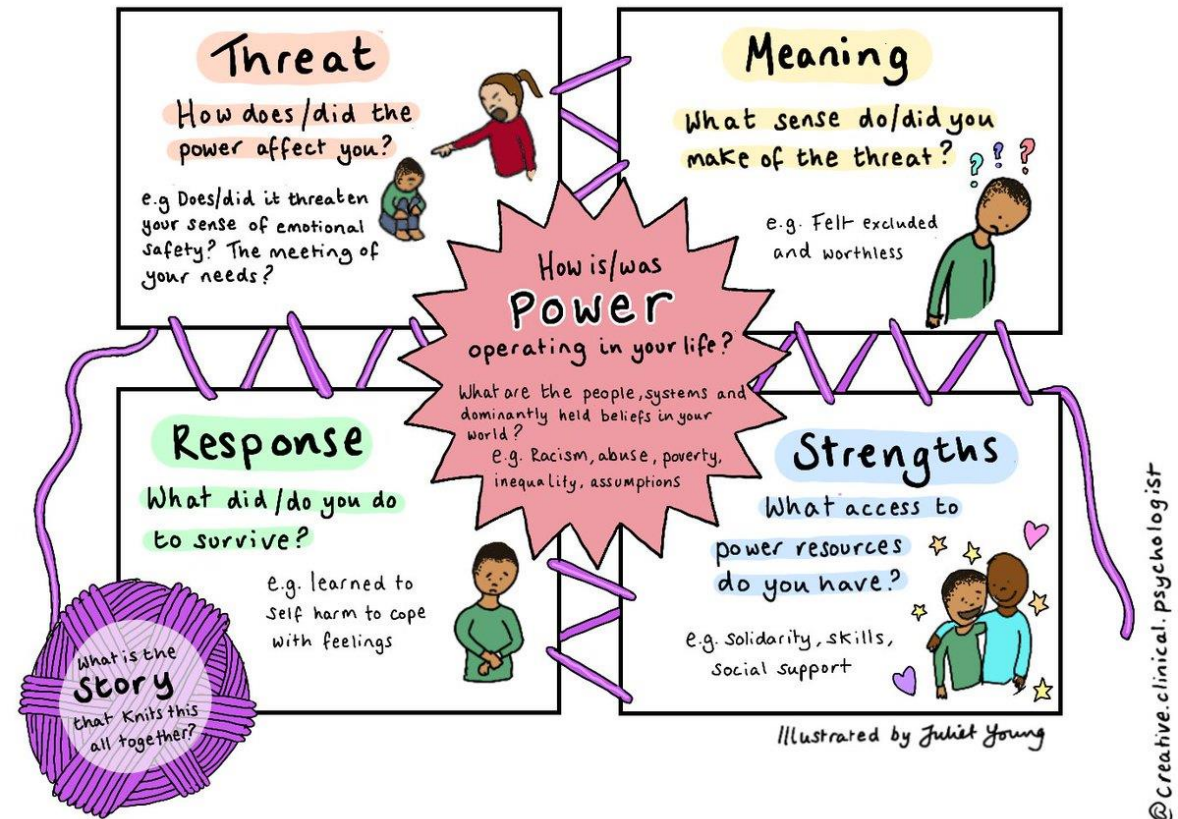 Threat
How does/did the
power affect you?
e.g Does/did it threaten
your sense of emotional
safety? The meeting of
your needs?
Meaning
What sense do/did you
make of the threat?
? ? ?
e.g. Felt excluded
and worthless
How is/was
Power
operating in your life?
What are the people, systems and
dominantly held beliefs in your
world?
e.g. Racism, abuse, poverty,
inequality, assumptions
Response
What did/do you do
to survive?
e.g. learned to
self harm to cope
with feelings
Strengths
What access to
power resources
do you have?
e.g. solidarity, skills,
social support
What is the
Story
that Knits this
all together?
Illustrated by Juliet Young
@creative.clinical.psychologist